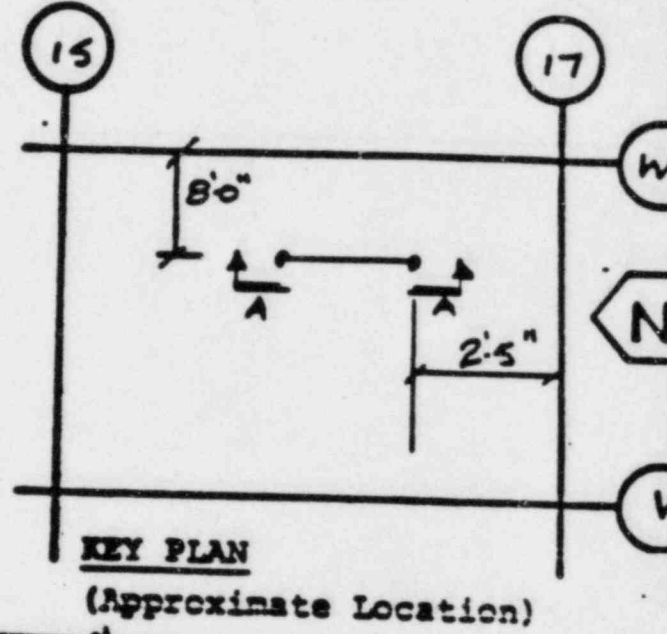 15
17
W
8'0"
A
A
N
2'5"
KEY PLAN
(Approximate Location)